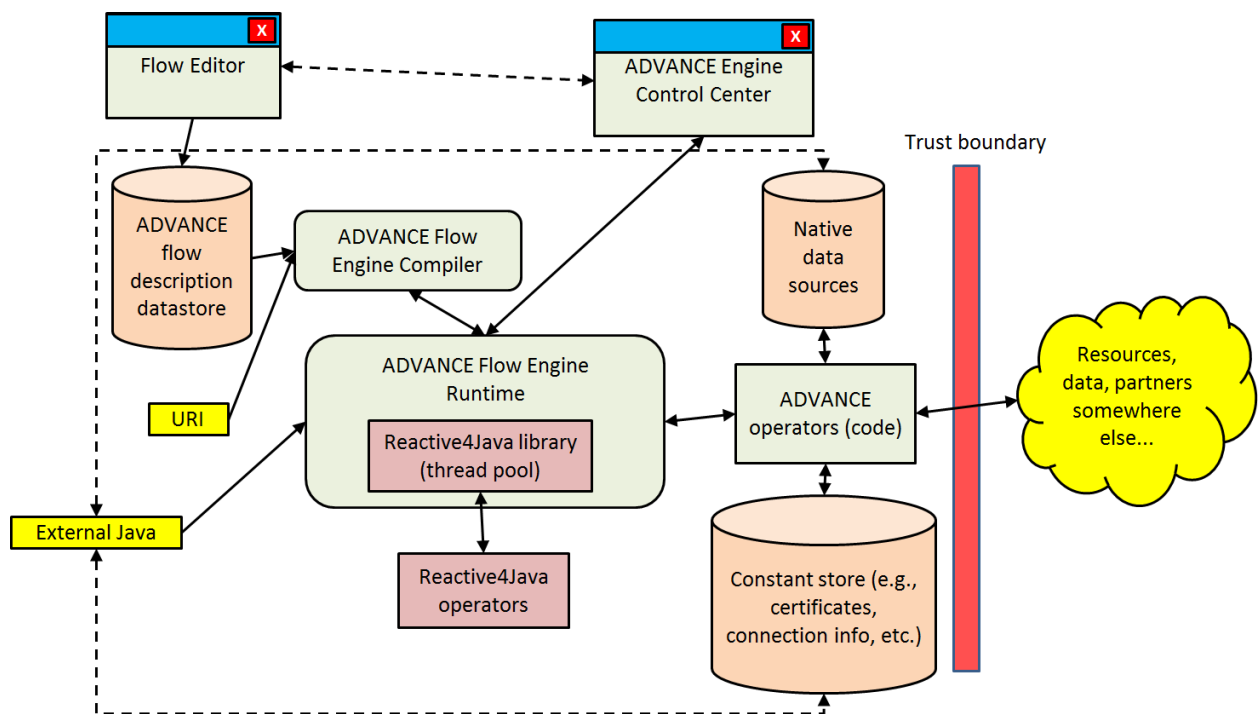 X
Flow Editor
X
ADVANCE Engine
Control Center
Trust boundary
ADVANCE
flow
description
datastore
ADVANCE Flow
Engine Compiler
Native
data
sources
URI
ADVANCE Flow Engine
Runtime
Reactive4Java library
(thread pool)
ADVANCE
operators (code)
Resources,
data, partners
somewhere
else...
External Java
Reactive4Java
operators
Constant store (e.g.,
certificates,
connection info, etc.)